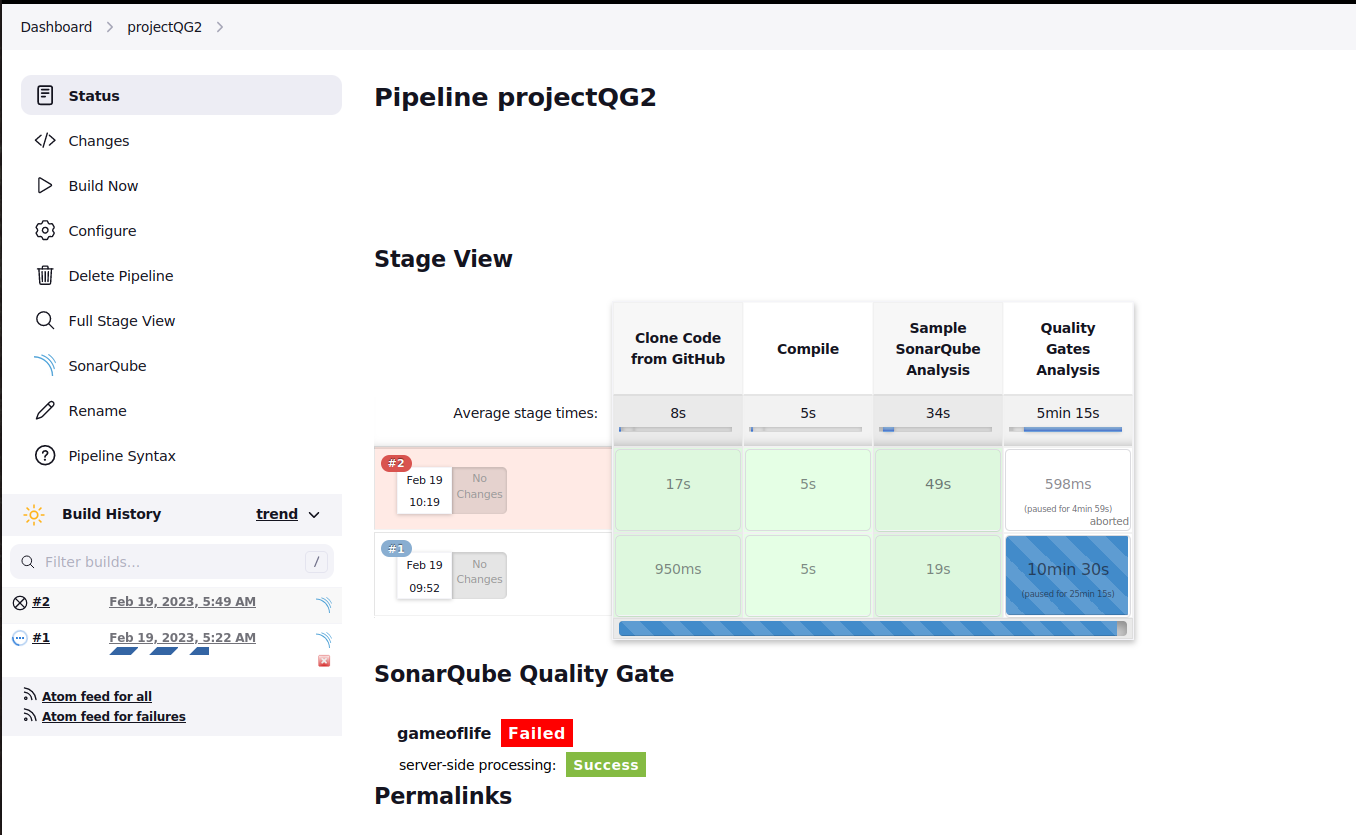 Dashboard
projectQG2
Status
Changes
Build Now
Configure
Delete Pipeline
Full Stage View
SonarQube
Rename
Pipeline Syntax
Build History
trend
Filter builds...
/
#2
Feb 19, 2023, 5:49 AM
#1
Feb 19, 2023, 5:22 AM
Atom feed for all
Atom feed for failures
Pipeline projectQG2
Stage View
Clone Code
from GitHub
Compile
Sample
SonarQube
Analysis
Quality
Gates
Analysis
Average stage times:
8s
5s
34s
5min 15s
#2
Feb 19
10:19
No
Changes
17s
5s
49s
598ms
(paused for 4min 59s)
aborted
#1
Feb 19
09:52
No
Changes
950ms
5s
19s
10min 30s
(paused for 25min 15s)
SonarQube Quality Gate
gameoflife Failed
server-side processing: Success
Permalinks